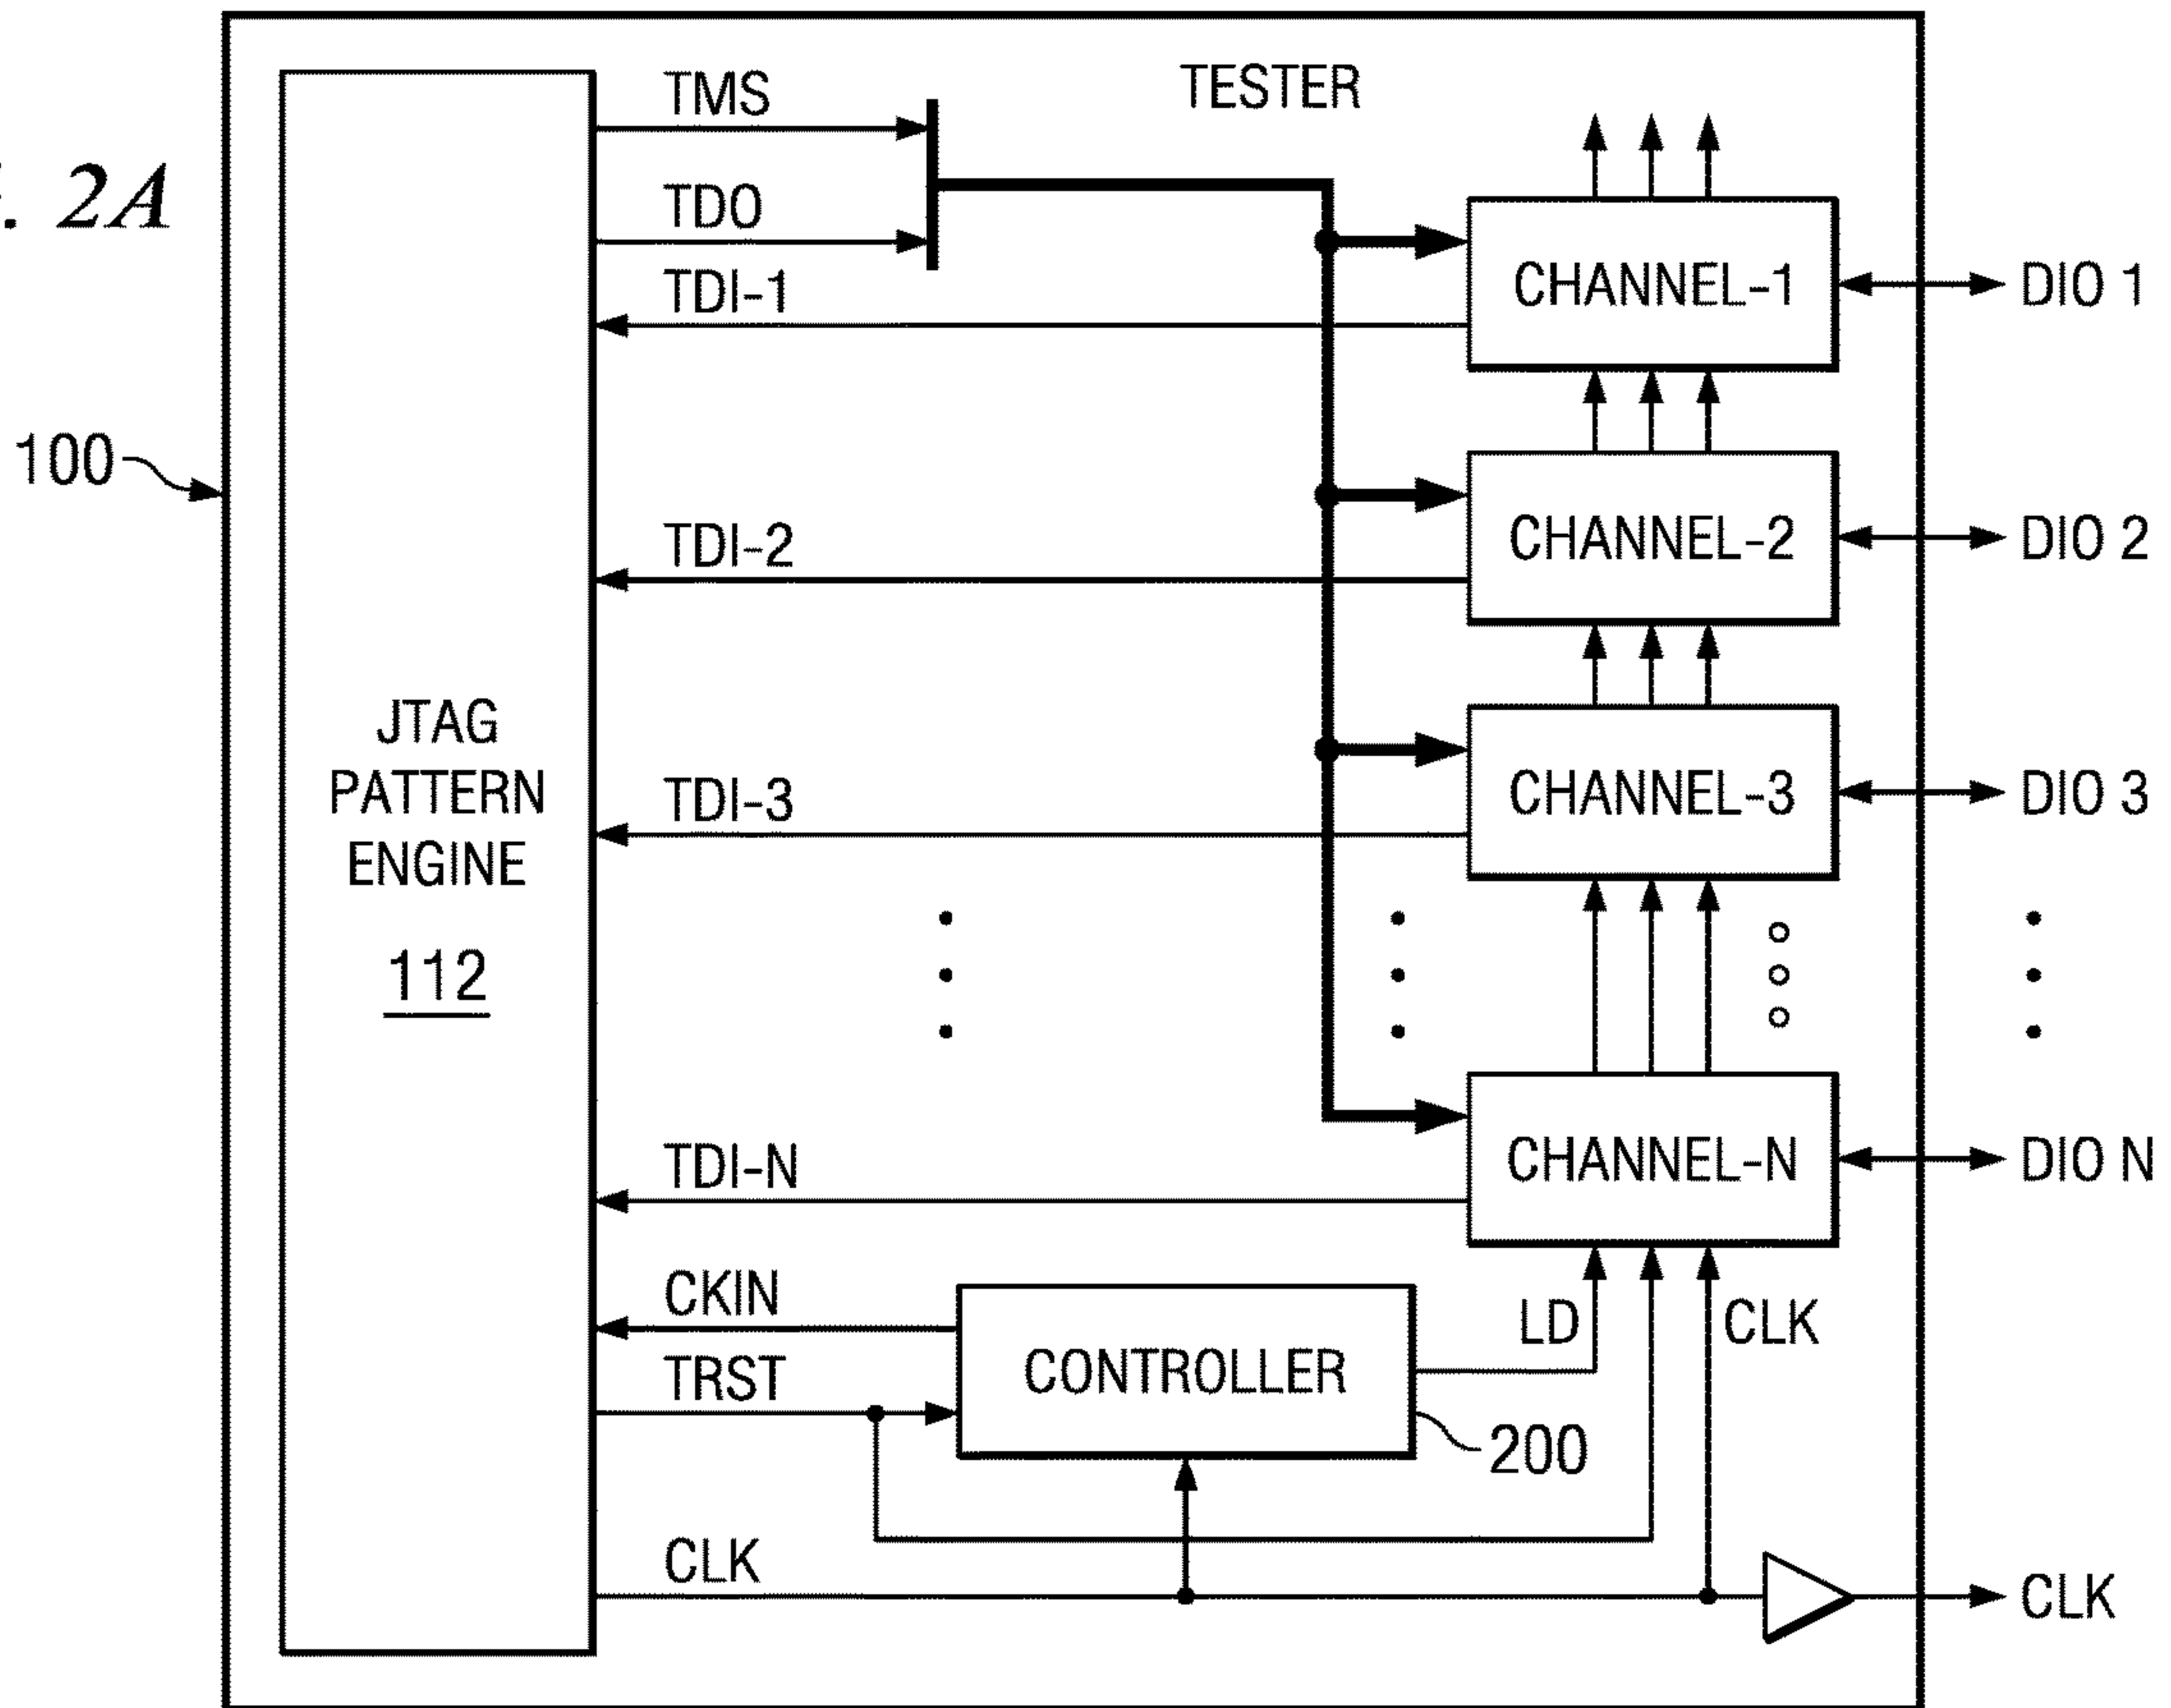 2A
TESTER
TMS
TDO
TDI-1
CHANNEL-1
DIO 1
100
TDI-2
CHANNEL-2
DIO 2
JTAG
PATTERN
ENGINE
112
TDI-3
CHANNEL-3
DIO 3
TDI-N
CHANNEL-N
DIO N
CKIN
TRST
CONTROLLER
200
LD
CLK
CLK
CLK